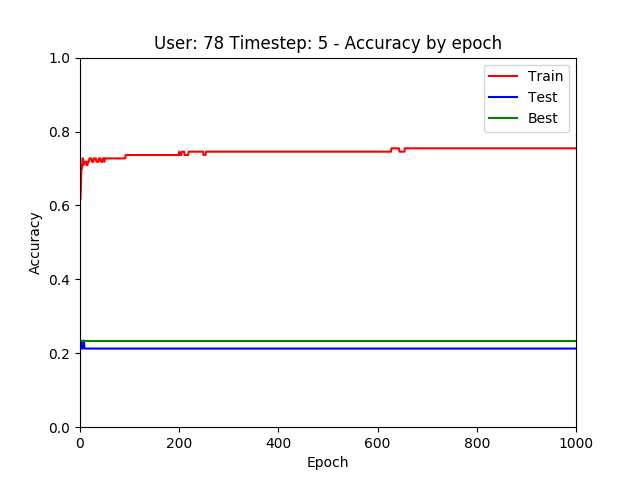 User: 78 Timestep: 5 - Accuracy by epoch
1.0
0.8
0.6
0.4
0.2
0.0
Accuracy
Train
Test
Best
0 200 400 600 800 1000
Epoch